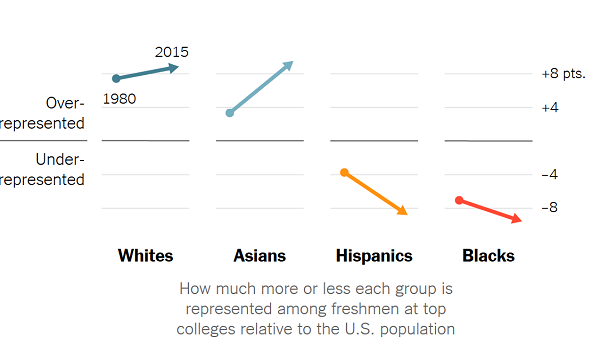 2015
+8 pts.
1980
Over-
represented
+4
Under-
represented
–4
–8
Whites
Asians
Hispanics
Blacks
How much more or less each group is
represented among freshmen at top
colleges relative to the U.S. population